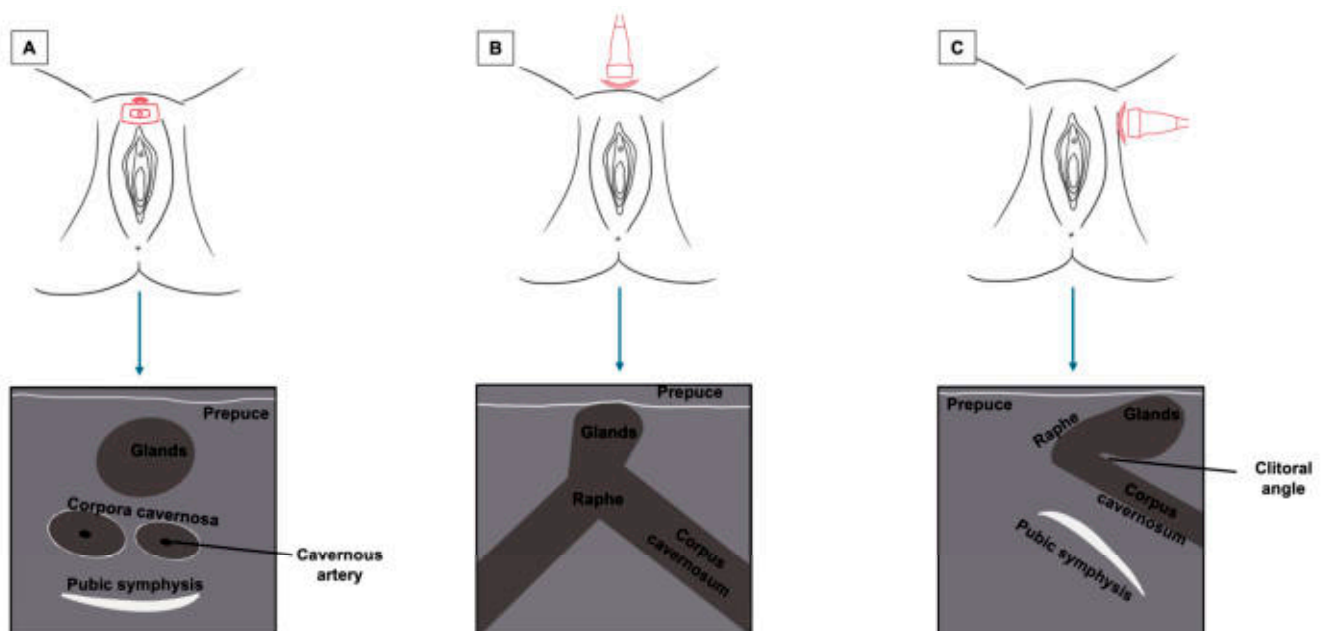 A
B
C
Prepuce
Glands
Corpora cavernosa
Cavernous
artery
Pubic symphysis
Prepuce
Glands
Raphe
Corpus
cavernosum
Prepuce
Glands
Raphe
Clitoral
angle
Corpus
cavernosum
Pubic symphysis